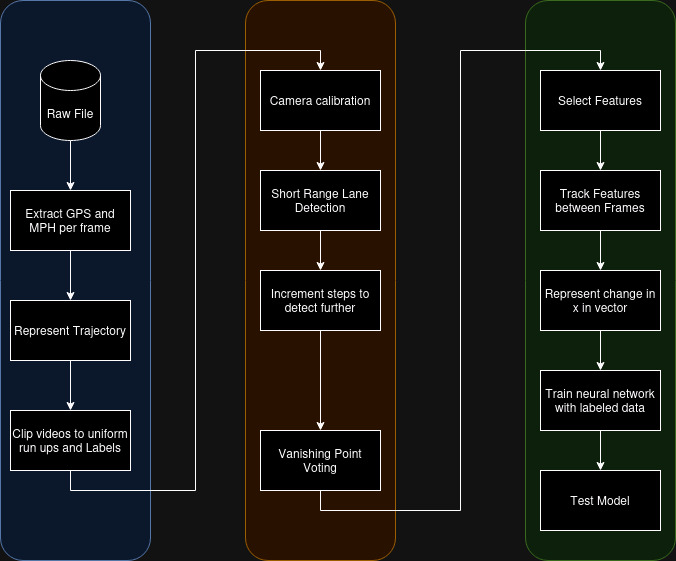 Raw File
Extract GPS and
MPH per frame
Represent Trajectory
Clip videos to uniform
run ups and Labels
Camera calibration
Short Range Lane
Detection
Increment steps to
detect further
Vanishing Point
Voting
Select Features
Track Features
between Frames
Represent change in
x in vector
Train neural network
with labeled data
Test Model